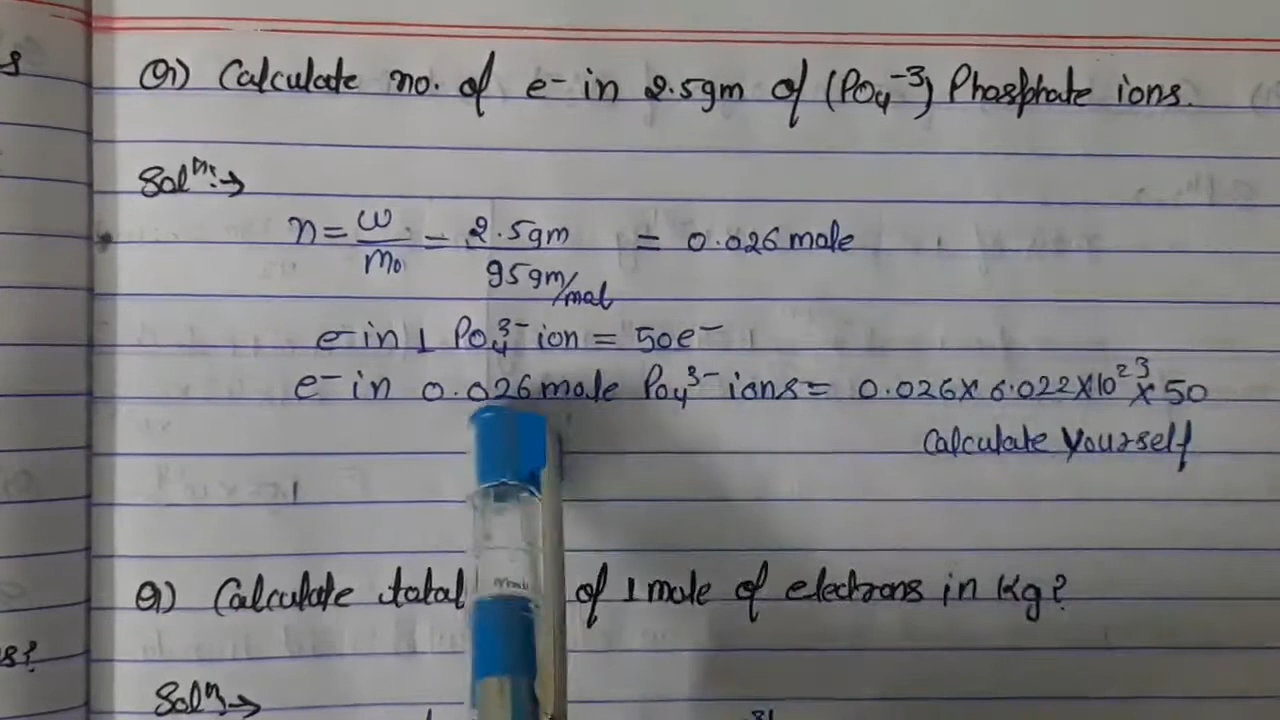 Q) Calculate no. of e- in 2.5gm of (PO4-3) Phosphate ions.
Solⁿ:→
n = w/mo = 2.5gm/95gm/mol = 0.026 mole
e- in 1 PO4³⁻ ion = 50e⁻
e⁻ in 0.026 mole PO4³⁻ ions = 0.026 × 6.022 × 10²³ × 50
Calculate yourself
Q) Calculate total of 1 mole of electrons in Kg?
Solⁿ→